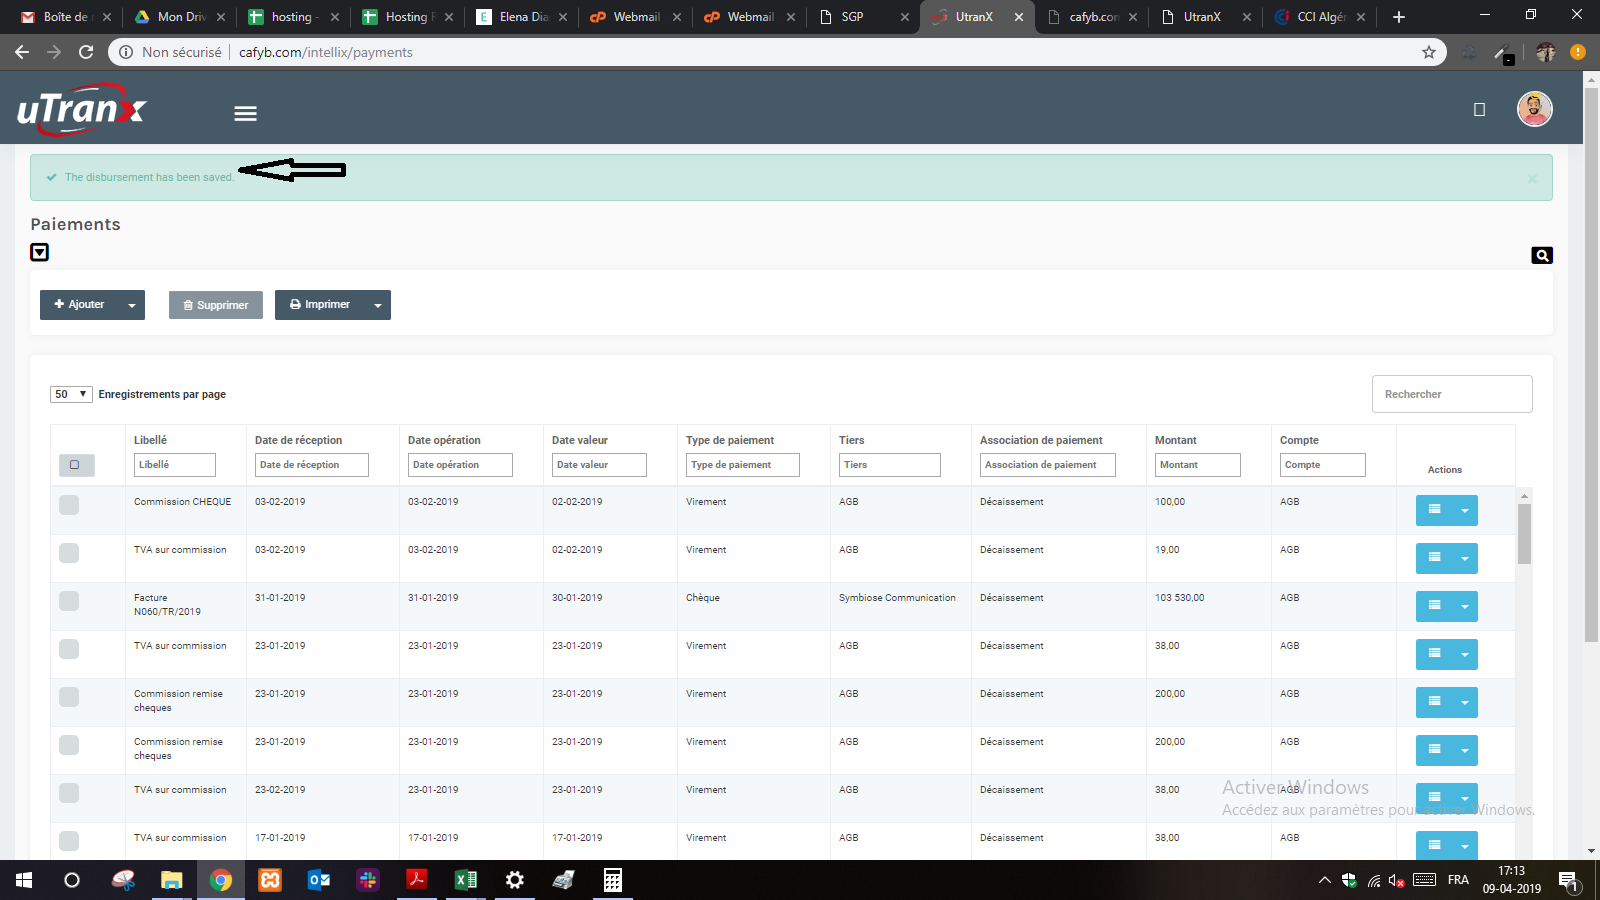 Boîte de r
Mon Driv
hosting -
Hosting R
Elena Dia
Webmail
Webmail
SGP
UtranX
cafyb.com
UtranX
CCI Algér
Non sécurisé
cafyb.com/intellix/payments
uTranx
The disbursement has been saved.
Paiements
Ajouter
Supprimer
Imprimer
50 Enregistrements par page
Rechercher
Libellé Date de réception Date opération Date valeur Type de paiement Tiers Association de paiement Montant Compte
Libellé Date de réception Date opération Date valeur Type de paiement Tiers Association de paiement Montant Compte Actions
Commission CHEQUE 03-02-2019 03-02-2019 02-02-2019 Virement AGB Décaissement 100,00 AGB
TVA sur commission 03-02-2019 03-02-2019 02-02-2019 Virement AGB Décaissement 19,00 AGB
Facture 31-01-2019 31-01-2019 30-01-2019 Chèque Symbiose Communication Décaissement 103 530,00 AGB
N060/TR/2019
TVA sur commission 23-01-2019 23-01-2019 23-01-2019 Virement AGB Décaissement 38,00 AGB
Commission remise 23-01-2019 23-01-2019 23-01-2019 Virement AGB Décaissement 200,00 AGB
cheques
Commission remise 23-01-2019 23-01-2019 23-01-2019 Virement AGB Décaissement 200,00 AGB
cheques
TVA sur commission 23-02-2019 23-01-2019 23-01-2019 Virement AGB Décaissement 38,00 AGB
Activer Windows
Accédez aux paramètres pour activer Windows.
TVA sur commission 17-01-2019 17-01-2019 17-01-2019 Virement AGB Décaissement 38,00 AGB
FRA
17:13
09-04-2019
1